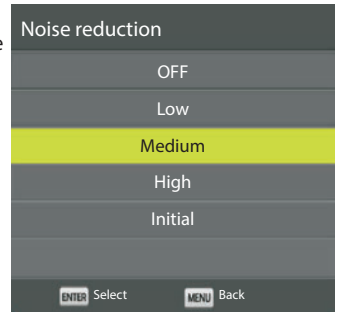 Noise reduction
e
OFF
Low
Medium
High
Initial
ENTER Select MENU Back